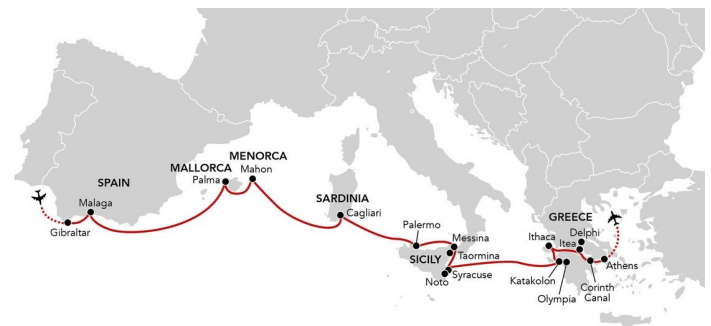 SPAIN
Malaga
Gibraltar
MALLORCA
Palma
MENORCA
Mahon
SARDINIA
Cagliari
Palermo
SICILY
Messina
Taormina
Syracuse
Noto
GREECE
Ithaca
Delphi
Itea
Katakolon
Olympia
Corinth
Canal
Athens